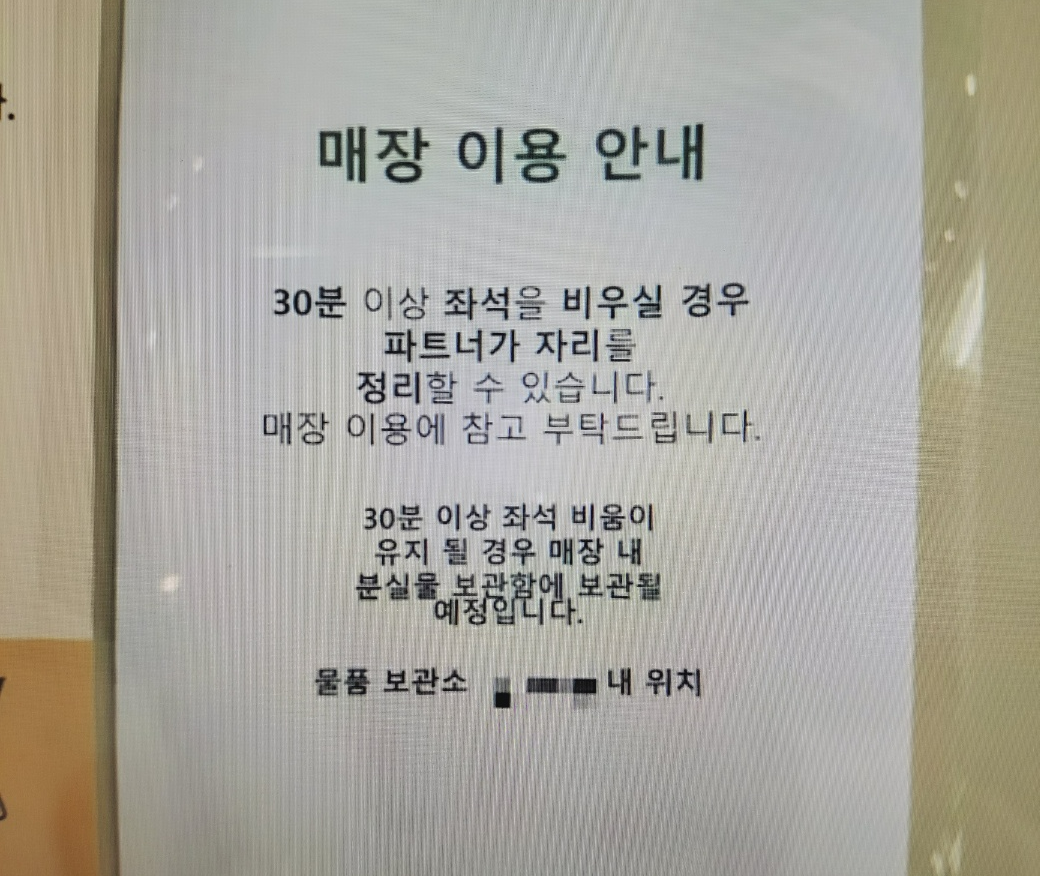 매장 이용 안내
30분 이상 좌석을 비우실 경우
파트너가 자리를
정리할 수 있습니다.
매장 이용에 참고 부탁드립니다.
30분 이상 좌석 비움이
유지 될 경우 매장 내
분실물 보관함에 보관될
예정입니다.
물품 보관소 내 위치